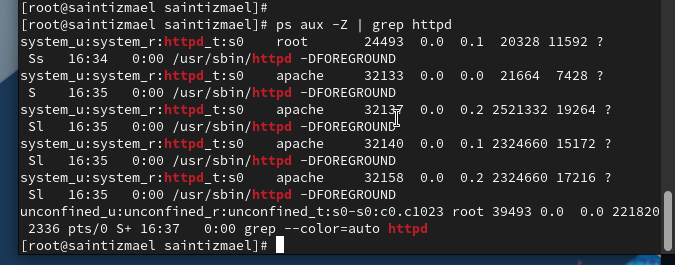 [root@saintizmael saintizmael]#
[root@saintizmael saintizmael]# ps aux -Z | grep httpd
system_u:system_r:httpd_t:s0    root       24493  0.0  0.1  20328 11592 ?
 Ss   16:34   0:00 /usr/sbin/httpd -DFOREGROUND
system_u:system_r:httpd_t:s0    apache     32133  0.0  0.0  21664  7428 ?
 S    16:35   0:00 /usr/sbin/httpd -DFOREGROUND
system_u:system_r:httpd_t:s0    apache     32137  0.0  0.2 2521332 19264 ?
 Sl   16:35   0:00 /usr/sbin/httpd -DFOREGROUND
system_u:system_r:httpd_t:s0    apache     32140  0.0  0.1 2324660 15172 ?
 Sl   16:35   0:00 /usr/sbin/httpd -DFOREGROUND
system_u:system_r:httpd_t:s0    apache     32158  0.0  0.2 2324660 17216 ?
 Sl   16:35   0:00 /usr/sbin/httpd -DFOREGROUND
unconfined_u:unconfined_r:unconfined_t:s0-s0:c0.c1023 root 39493 0.0  0.0 221820
 2336 pts/0 S+ 16:37   0:00 grep --color=auto httpd
[root@saintizmael saintizmael]#